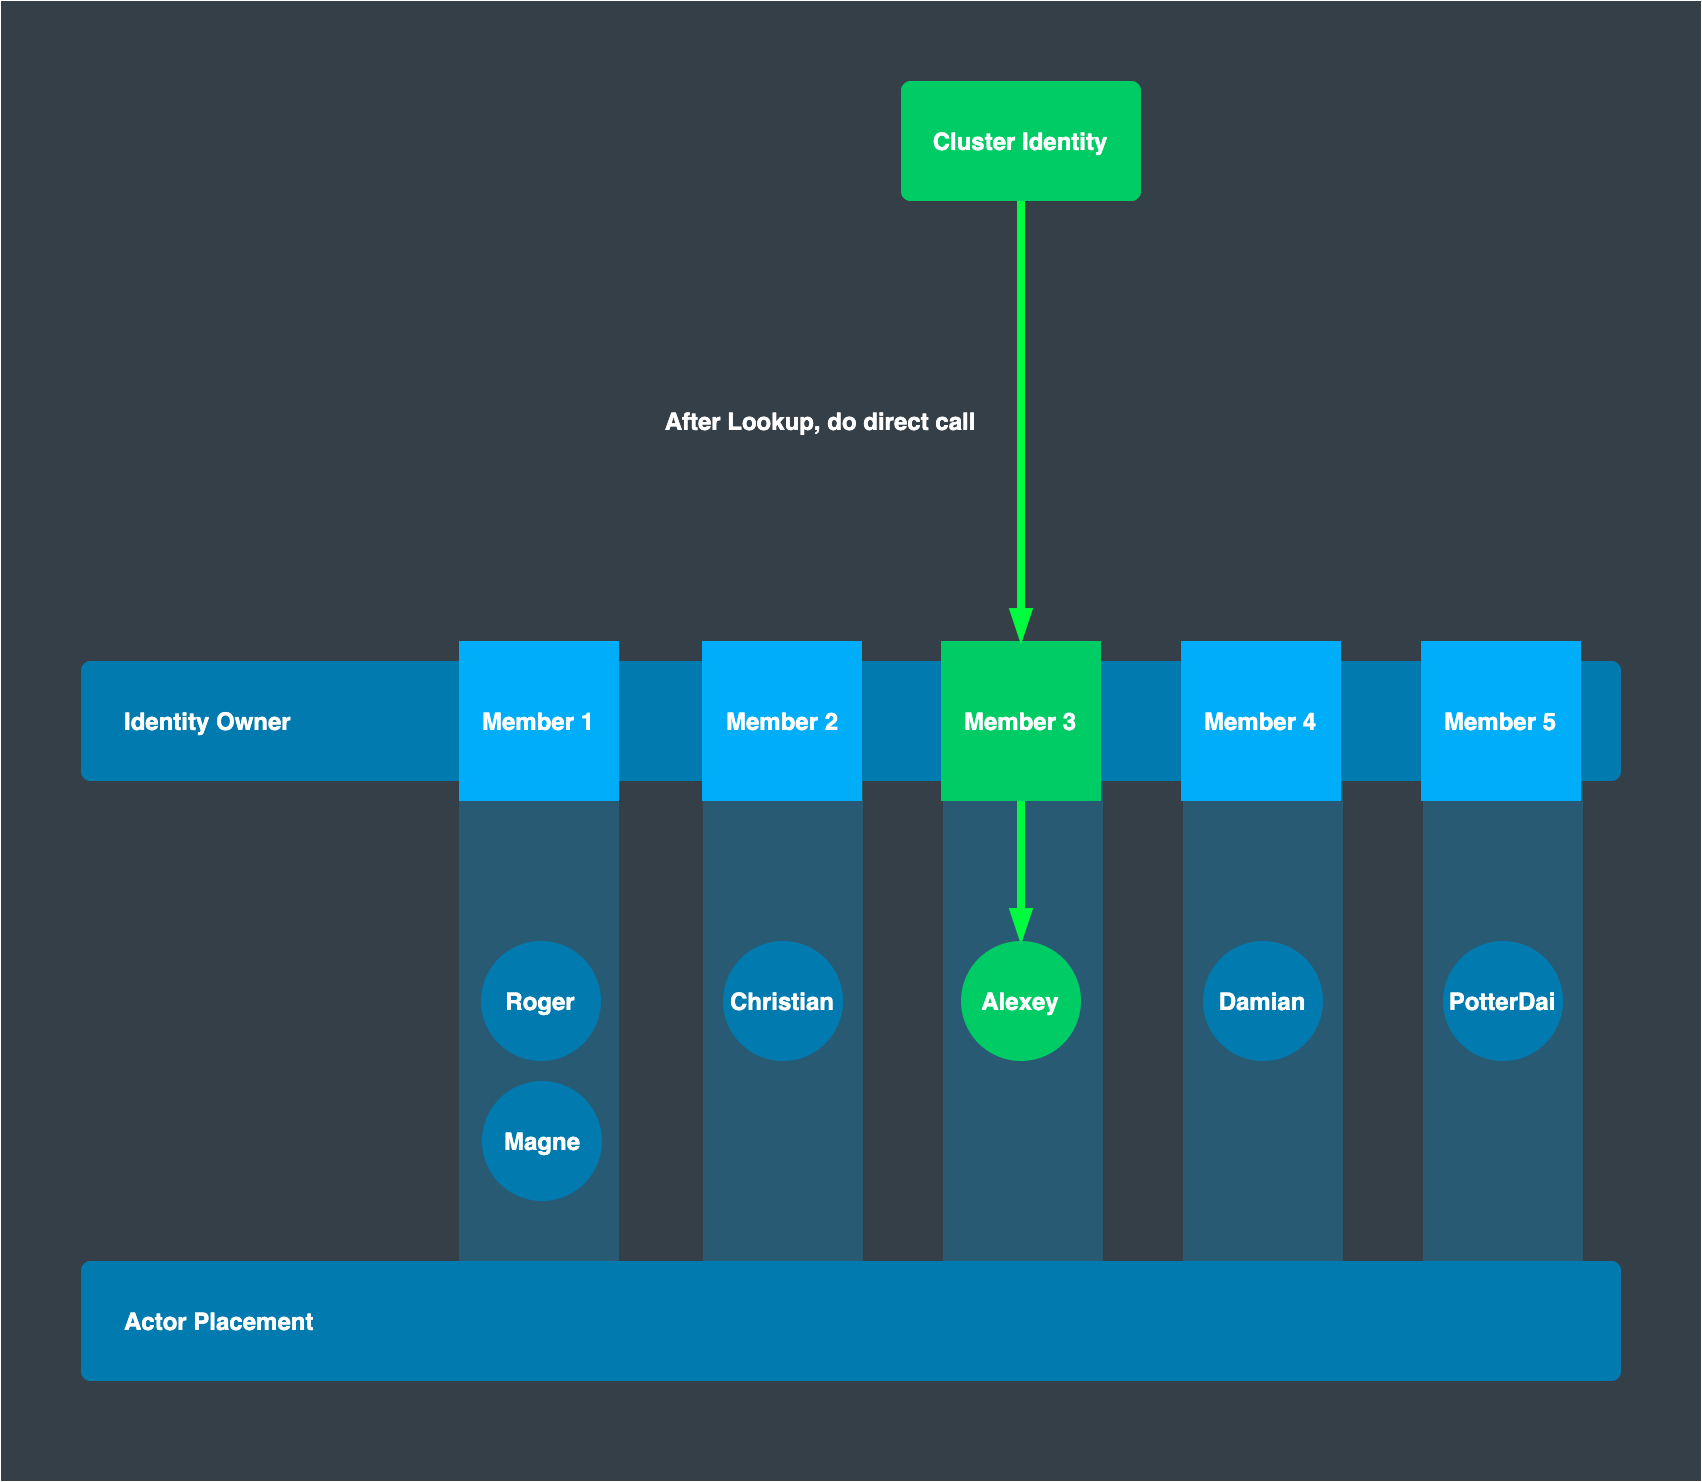 Cluster Identity
After Lookup, do direct call
Identity Owner
Member 1
Member 2
Member 3
Member 4
Member 5
Roger
Christian
Alexey
Damian
PotterDai
Magne
Actor Placement